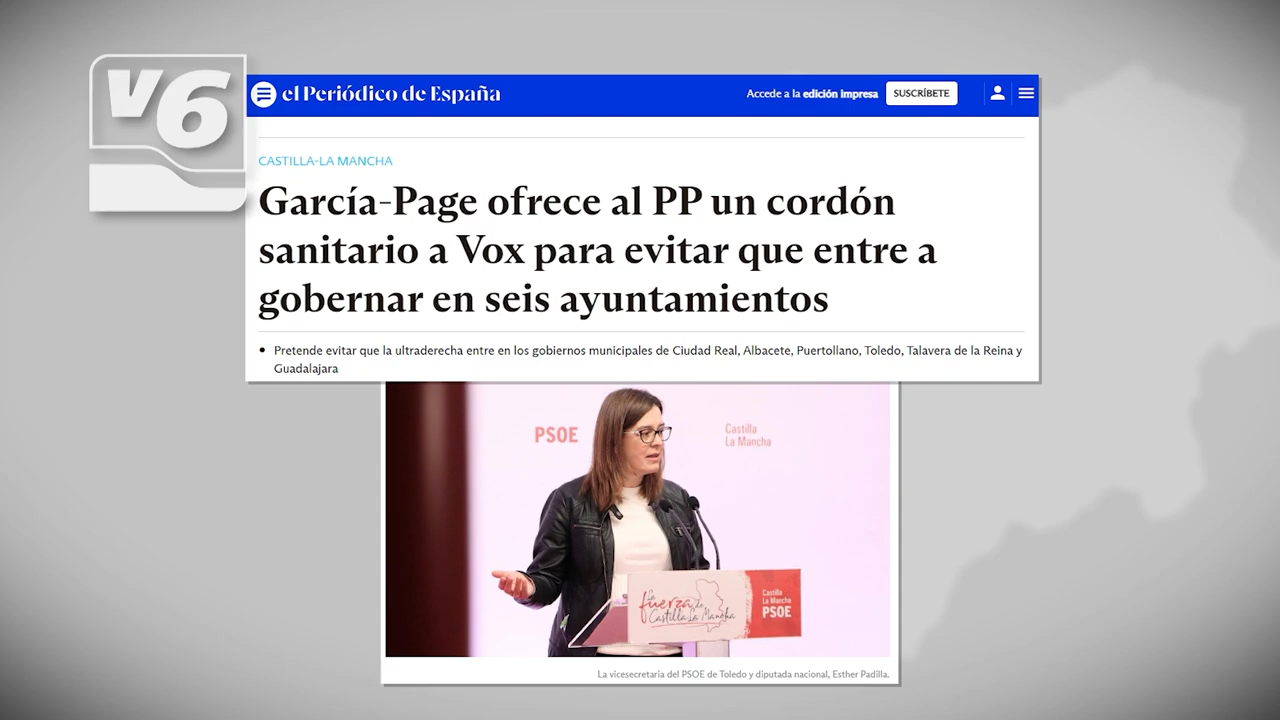 V6
el Periódico de España
Accede a la edición impresa
SUSCRÍBETE
CASTILLA-LA MANCHA
García-Page ofrece al PP un cordón
sanitario a Vox para evitar que entre a
gobernar en seis ayuntamientos
Pretende evitar que la ultraderecha entre en los gobiernos municipales de Ciudad Real, Albacete, Puertollano, Toledo, Talavera de la Reina y
Guadalajara
PSOE
Castilla
La Mancha
La
fuerza de
Castilla La Mancha
Castilla
La Mancha
PSOE
La vicesecretaria del PSOE de Toledo y diputada nacional, Esther Padilla.